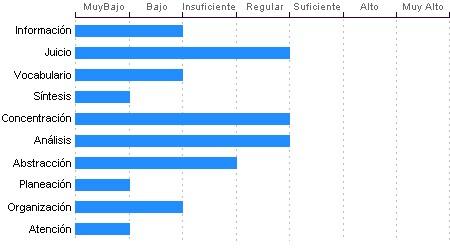 MuyBajo Bajo Insuficiente Regular Suficiente Alto Muy Alto
Información
Juicio
Vocabulario
Síntesis
Concentración
Análisis
Abstracción
Planeación
Organización
Atención